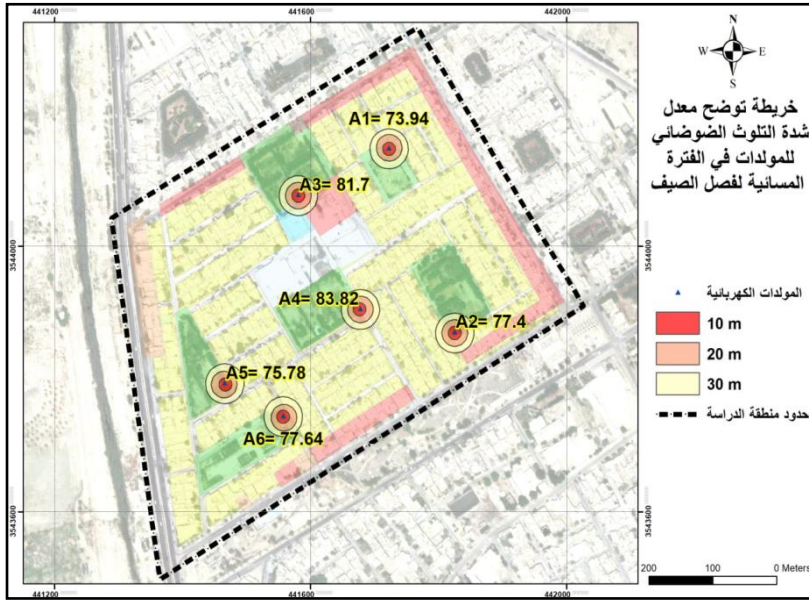 441200 441600 442000
N
W E
S
خريطة توضح معدل
شدة التلوث الضوضائي
للمولدات في الفترة
المسائية لفصل الصيف
A1= 73.94
A3= 81.7
3544000 3544000
A4= 83.82
A2= 77.4
A5= 75.78
A6= 77.64
المولدات الكهربائية
10 m
20 m
30 m
حدود منطقة الدراسة
3543600 3543600
200 100 0 Meters
441200 441600 442000